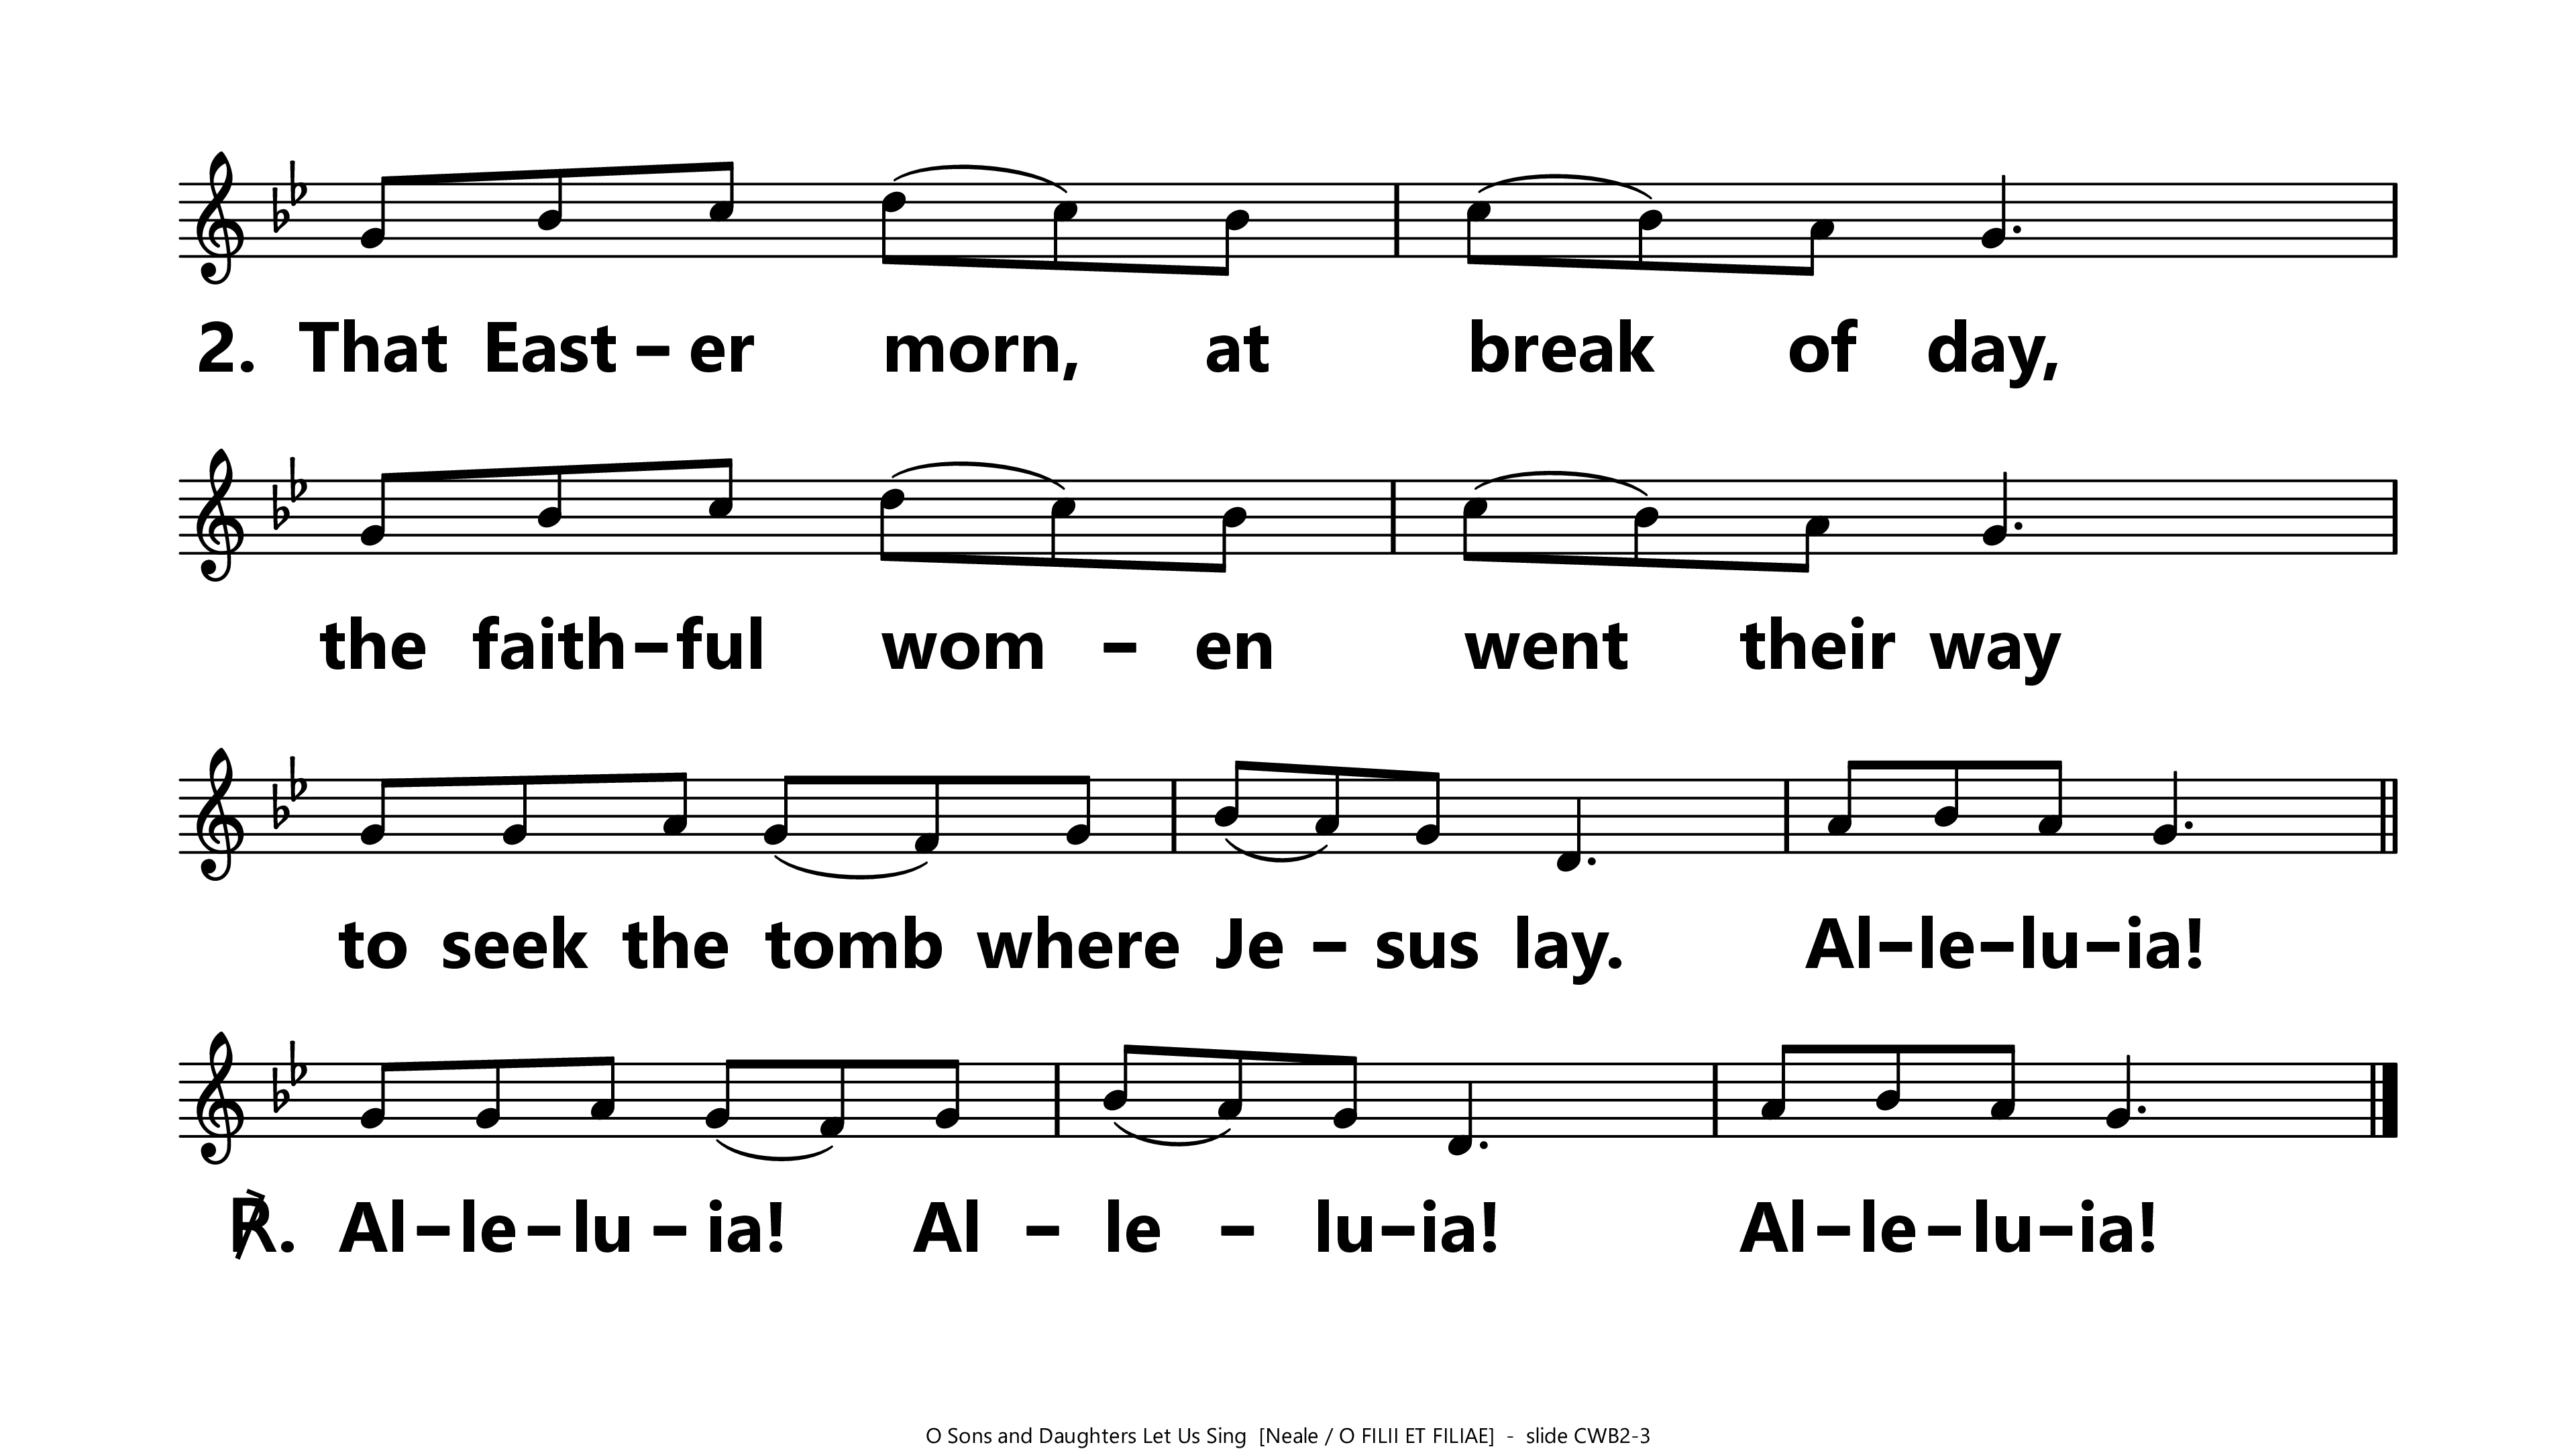 2. That East – er morn, at break of day,
the faith – ful wom – en went their way
to seek the tomb where Je – sus lay. Al–le–lu–ia!
℟. Al–le–lu – ia! Al – le – lu–ia! Al–le–lu–ia!
O Sons and Daughters Let Us Sing [Neale / O FILII ET FILIAE] - slide CWB2-3